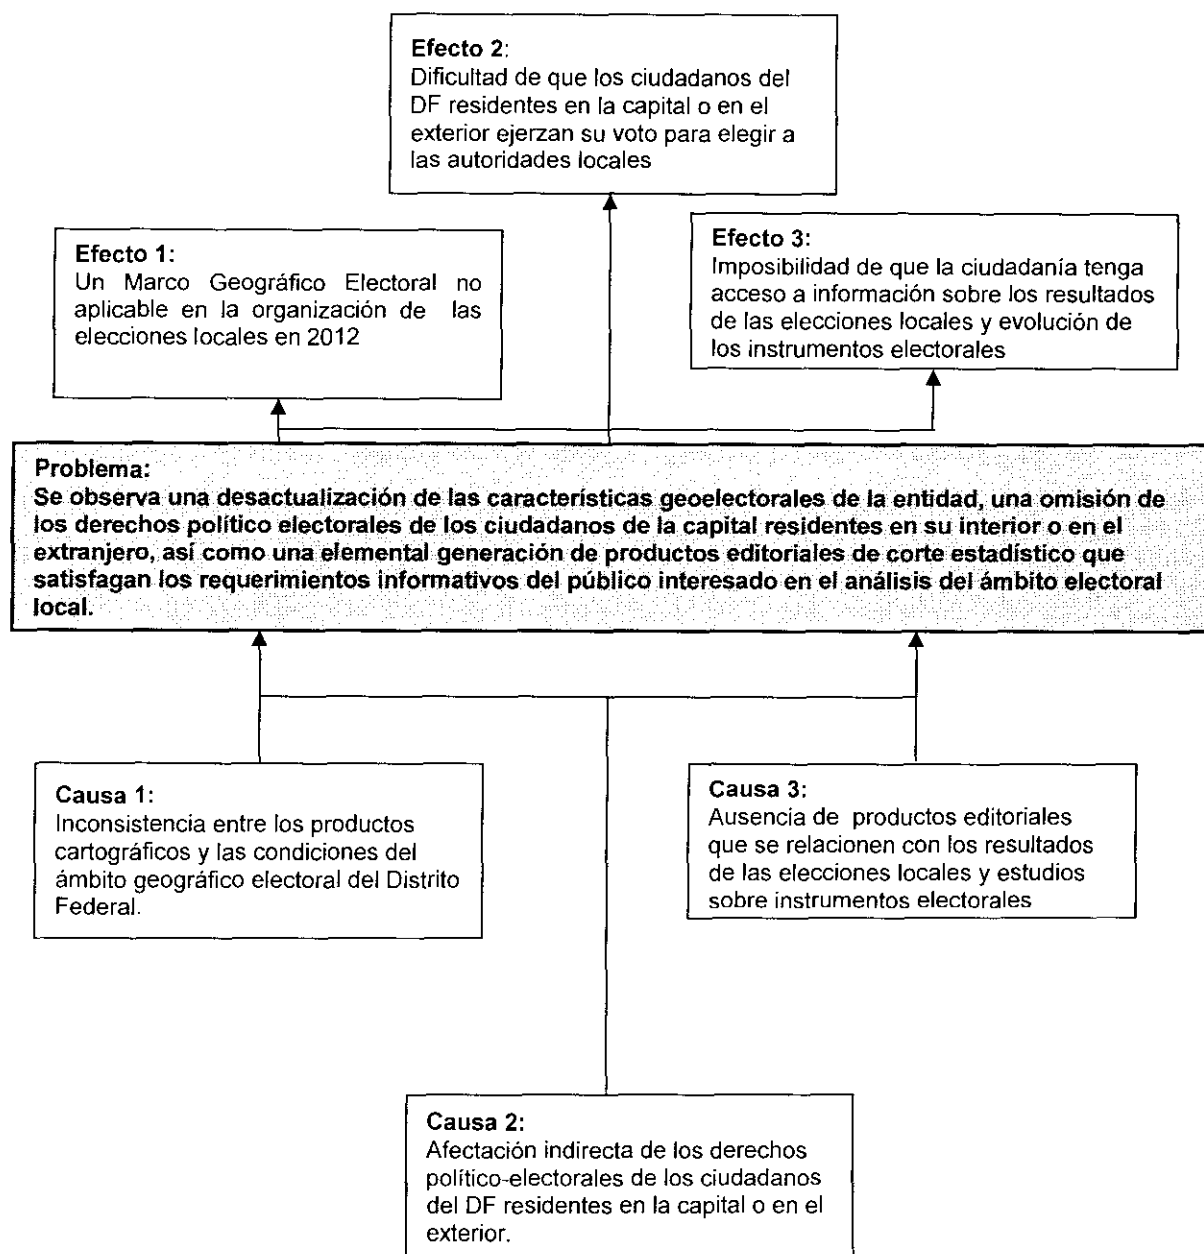 Efecto 2:
Dificultad de que los ciudadanos del
DF residentes en la capital o en el
exterior ejerzan su voto para elegir a
las autoridades locales
Efecto 1:
Un Marco Geográfico Electoral no
aplicable en la organización de las
elecciones locales en 2012
Efecto 3:
Imposibilidad de que la ciudadanía tenga
acceso a información sobre los resultados
de las elecciones locales y evolución de
los instrumentos electorales
Problema:
Se observa una desactualización de las características geoelectorales de la entidad, una omisión de
los derechos político electorales de los ciudadanos de la capital residentes en su interior o en el
extranjero, así como una elemental generación de productos editoriales de corte estadístico que
satisfagan los requerimientos informativos del público interesado en el análisis del ámbito electoral
local.
Causa 1:
Inconsistencia entre los productos
cartográficos y las condiciones del
ámbito geográfico electoral del Distrito
Federal.
Causa 3:
Ausencia de productos editoriales
que se relacionen con los resultados
de las elecciones locales y estudios
sobre instrumentos electorales
Causa 2:
Afectación indirecta de los derechos
político-electorales de los ciudadanos
del DF residentes en la capital o en el
exterior.